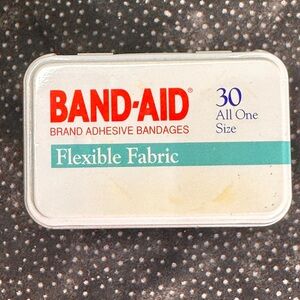 BAND-AID®
BRAND ADHESIVE BANDAGES
30
All One
Size
Flexible Fabric